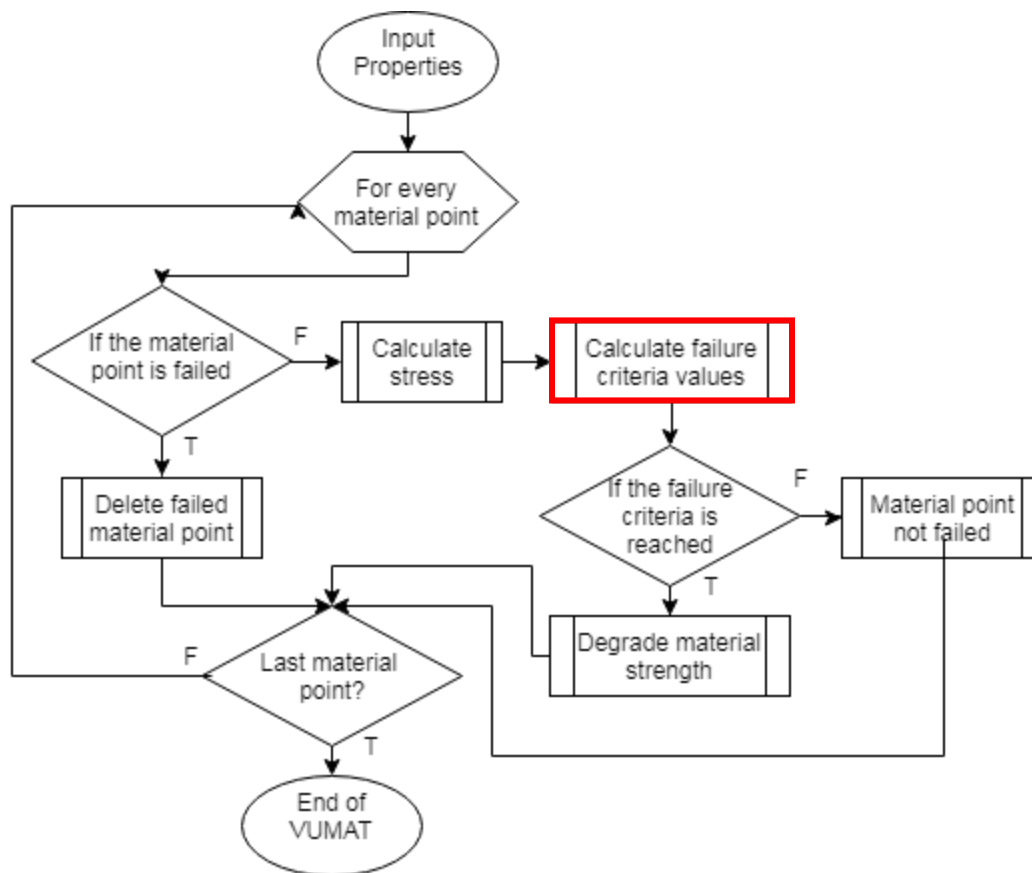 Input
Properties
For every
material point
If the material
point is failed
F
T
Calculate
stress
Calculate failure
criteria values
If the failure
criteria is
reached
F
T
Material point
not failed
Delete failed
material point
Degrade material
strength
Last material
point?
F
T
End of
VUMAT